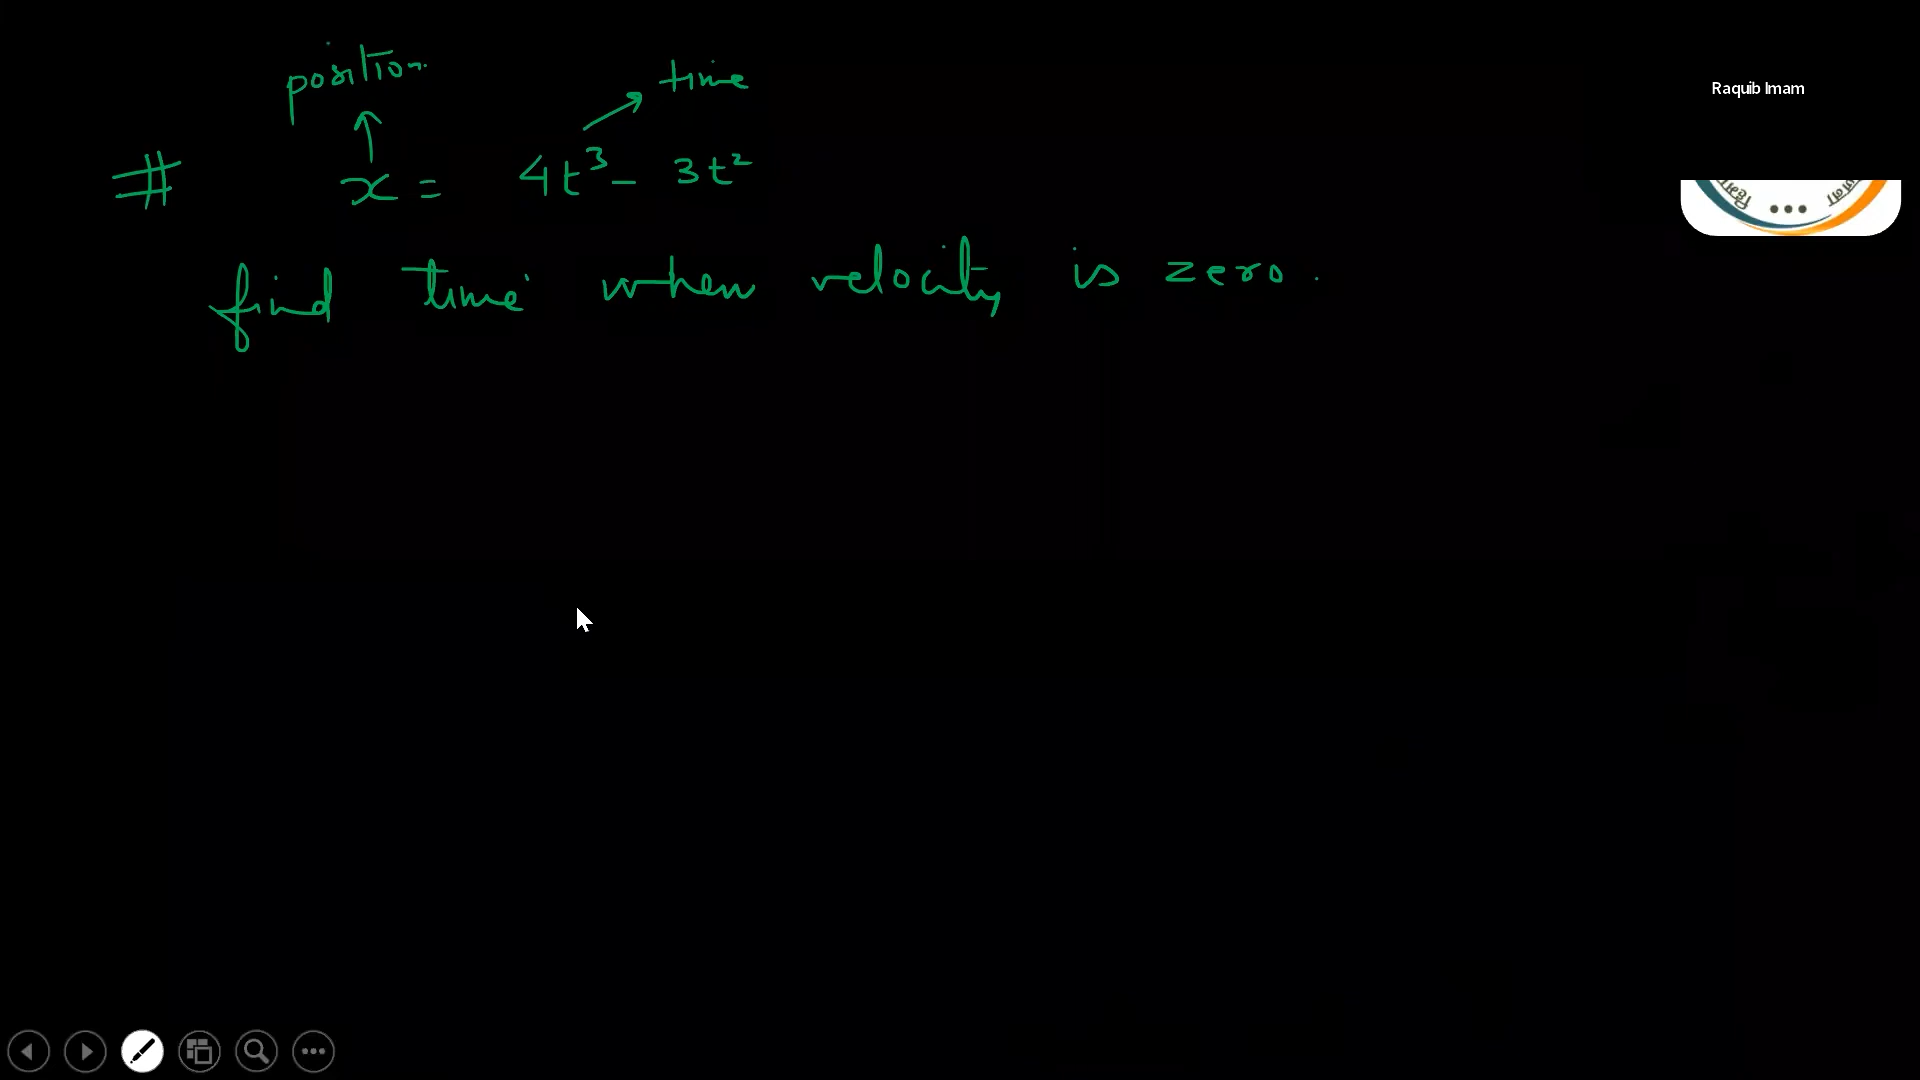 position
time
Raquib Imam
# x = 4t³ – 3t²
find time when velocity is zero.